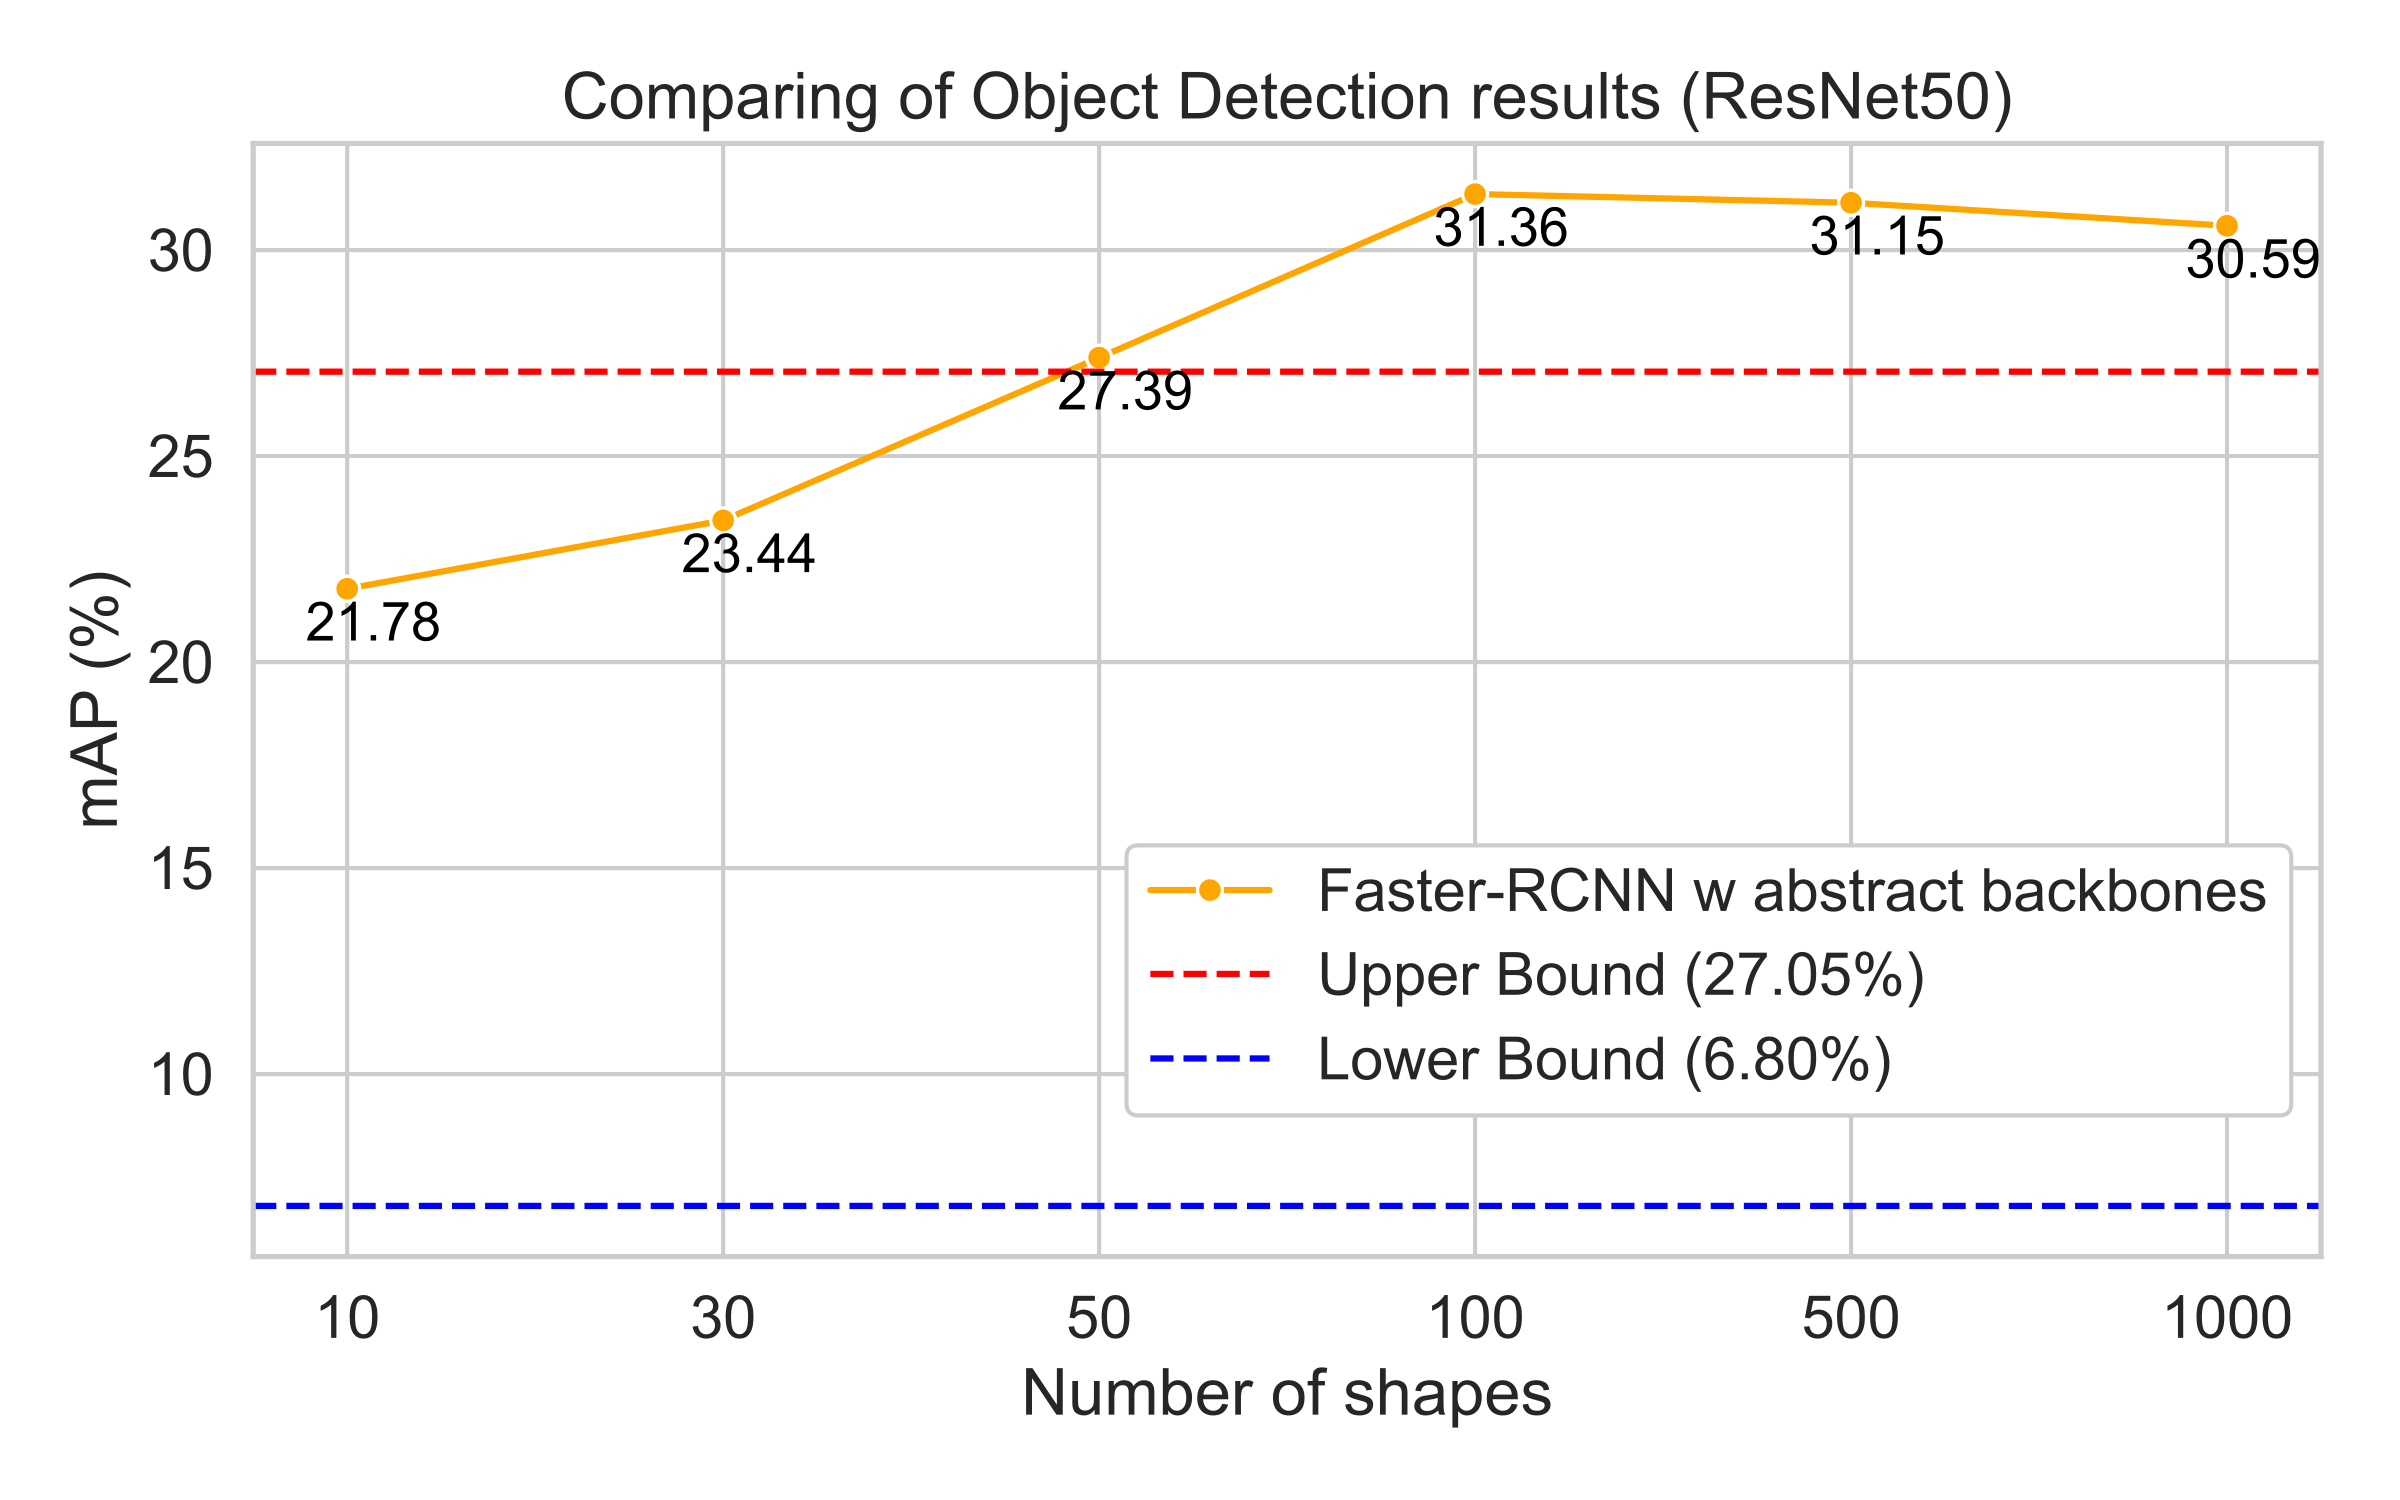 Comparing of Object Detection results (ResNet50)
mAP (%)
30
25
20
15
10
21.78
23.44
27.39
31.36
31.15
30.59
Faster-RCNN w abstract backbones
Upper Bound (27.05%)
Lower Bound (6.80%)
10 30 50 100 500 1000
Number of shapes